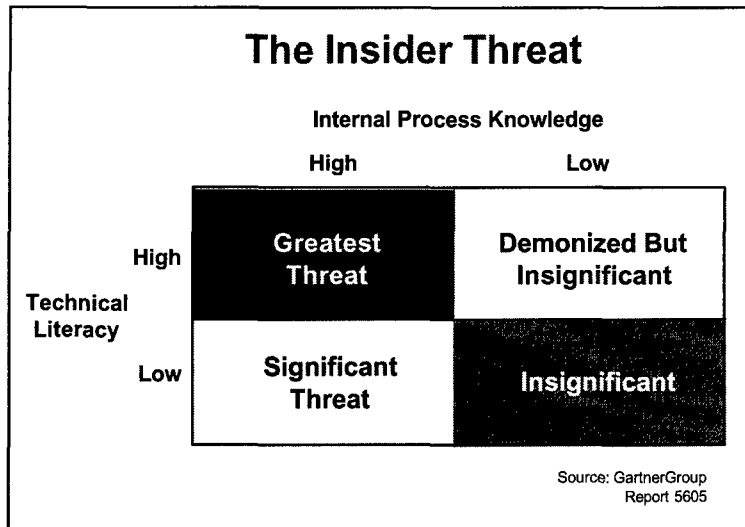 The Insider Threat
Internal Process Knowledge
High Low
High
Greatest
Threat
Demonized But
Insignificant
Technical
Literacy
Low
Significant
Threat
Insignificant
Source: GartnerGroup
Report 5605